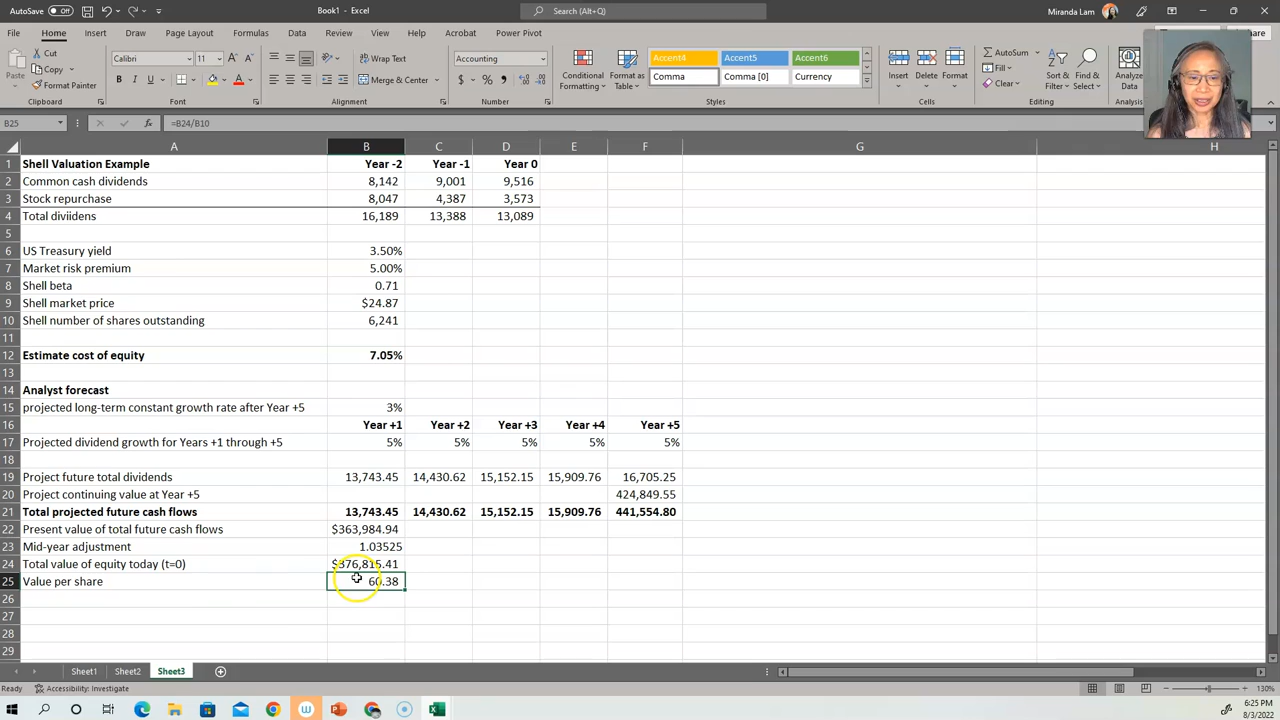 AutoSave Off Book1 - Excel Search (Alt+Q) Miranda Lam
File Home Insert Draw Page Layout Formulas Data Review View Help Acrobat Power Pivot
Cut
Copy
Format Painter
Paste
Clipboard
Calibri 11
B I U
Font
Wrap Text
Merge & Center
Alignment
Accounting
$ % 9
Number
Conditional Formatting
Format as Table
Accent4 Accent5 Accent6
Comma Comma [0] Currency
Styles
Insert Delete Format
Cells
AutoSum
Fill
Clear
Sort & Filter
Find & Select
Editing
Analyze Data
Analysis
B25 fx =B24/B10
A B C D E F G H
1 Shell Valuation Example Year -2 Year -1 Year 0
2 Common cash dividends 8,142 9,001 9,516
3 Stock repurchase 8,047 4,387 3,573
4 Total diviidens 16,189 13,388 13,089
5
6 US Treasury yield 3.50%
7 Market risk premium 5.00%
8 Shell beta 0.71
9 Shell market price $24.87
10 Shell number of shares outstanding 6,241
11
12 Estimate cost of equity 7.05%
13
14 Analyst forecast
15 projected long-term constant growth rate after Year +5 3%
16 Year +1 Year +2 Year +3 Year +4 Year +5
17 Projected dividend growth for Years +1 through +5 5% 5% 5% 5% 5%
18
19 Project future total dividends 13,743.45 14,430.62 15,152.15 15,909.76 16,705.25
20 Project continuing value at Year +5 424,849.55
21 Total projected future cash flows 13,743.45 14,430.62 15,152.15 15,909.76 441,554.80
22 Present value of total future cash flows $363,984.94
23 Mid-year adjustment 1.03525
24 Total value of equity today (t=0) $376,815.41
25 Value per share 60.38
26
27
28
29
Sheet1 Sheet2 Sheet3
Ready Accessibility: Investigate 130%
6:25 PM
8/3/2022